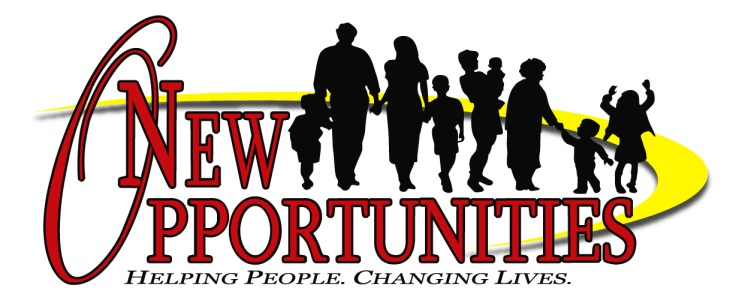 NEW
OPPORTUNITIES
HELPING PEOPLE. CHANGING LIVES.